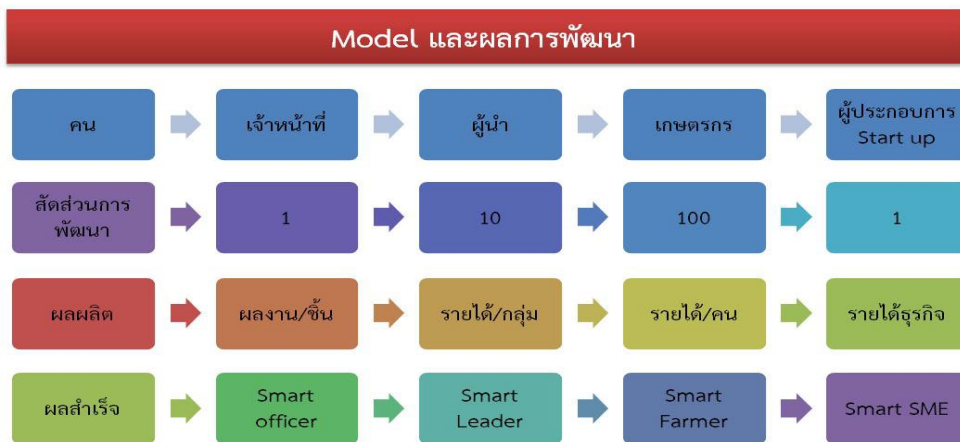 Model และผลการพัฒนา
คน
เจ้าหน้าที่
ผู้นำ
เกษตรกร
ผู้ประกอบการ
Start up
สัดส่วนการ
พัฒนา
1
10
100
1
ผลผลิต
ผลงาน/ชิ้น
รายได้/กลุ่ม
รายได้/คน
รายได้ธุรกิจ
ผลสำเร็จ
Smart
officer
Smart
Leader
Smart
Farmer
Smart SME